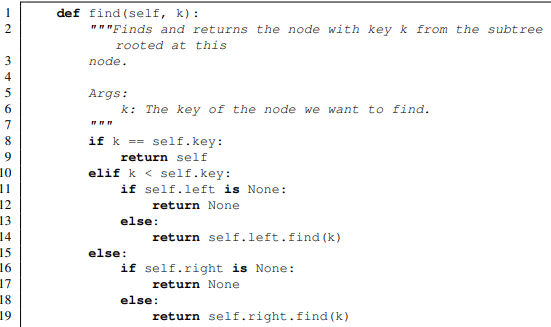 1 def find(self, k):
2 """Finds and returns the node with key k from the subtree
rooted at this
3 node.
4
5 Args:
6 k: The key of the node we want to find.
7 """
8 if k == self.key:
9 return self
10 elif k < self.key:
11 if self.left is None:
12 return None
13 else:
14 return self.left.find(k)
15 else:
16 if self.right is None:
17 return None
18 else:
19 return self.right.find(k)